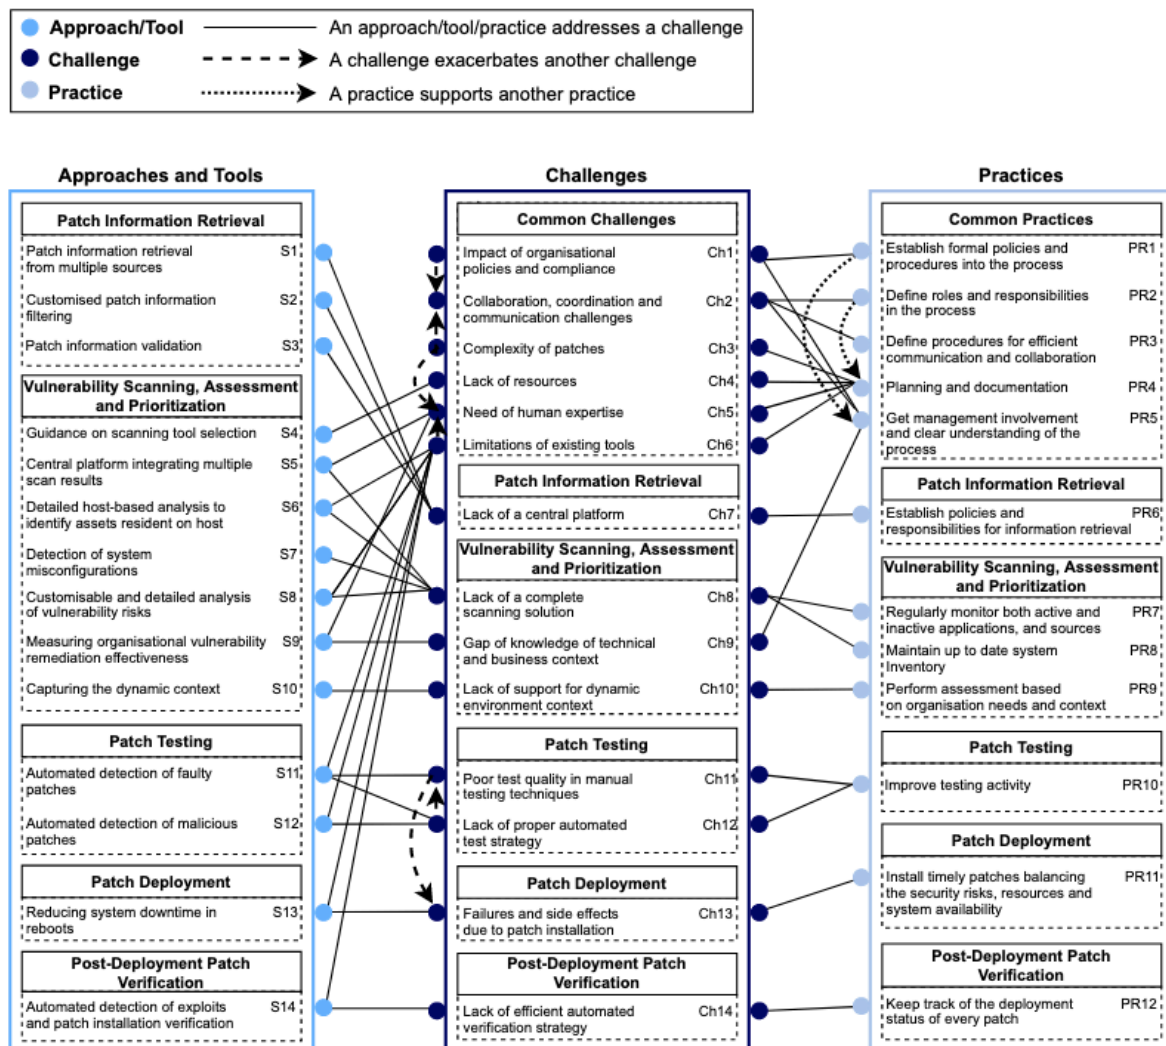 Approach/Tool
An approach/tool/practice addresses a challenge
Challenge
A challenge exacerbates another challenge
Practice
A practice supports another practice
Approaches and Tools
Patch Information Retrieval
Patch information retrieval S1
from multiple sources
Customised patch information S2
filtering
Patch information validation S3
Vulnerability Scanning, Assessment
and Prioritization
Guidance on scanning tool selection S4
Central platform integrating multiple S5
scan results
Detailed host-based analysis to S6
identify assets resident on host
Detection of system S7
misconfigurations
Customisable and detailed analysis S8
of vulnerability risks
Measuring organisational vulnerability S9
remediation effectiveness
Capturing the dynamic context S10
Patch Testing
Automated detection of faulty S11
patches
Automated detection of malicious S12
patches
Patch Deployment
Reducing system downtime in S13
reboots
Post-Deployment Patch
Verification
Automated detection of exploits S14
and patch installation verification
Challenges
Common Challenges
Impact of organisational Ch1
policies and compliance
Collaboration, coordination and Ch2
communication challenges
Complexity of patches Ch3
Lack of resources Ch4
Need of human expertise Ch5
Limitations of existing tools Ch6
Patch Information Retrieval
Lack of a central platform Ch7
Vulnerability Scanning, Assessment
and Prioritization
Lack of a complete Ch8
scanning solution
Gap of knowledge of technical Ch9
and business context
Lack of support for dynamic Ch10
environment context
Patch Testing
Poor test quality in manual Ch11
testing techniques
Lack of proper automated Ch12
test strategy
Patch Deployment
Failures and side effects Ch13
due to patch installation
Post-Deployment Patch
Verification
Lack of efficient automated Ch14
verification strategy
Practices
Common Practices
Establish formal policies and PR1
procedures into the process
Define roles and responsibilities PR2
in the process
Define procedures for efficient PR3
communication and collaboration
Planning and documentation PR4
Get management involvement PR5
and clear understanding of the
process
Patch Information Retrieval
Establish policies and PR6
responsibilities for information retrieval
Vulnerability Scanning, Assessment
and Prioritization
Regularly monitor both active and PR7
inactive applications, and sources
Maintain up to date system PR8
Inventory
Perform assessment based PR9
on organisation needs and context
Patch Testing
Improve testing activity PR10
Patch Deployment
Install timely patches balancing PR11
the security risks, resources and
system availability
Post-Deployment Patch
Verification
Keep track of the deployment PR12
status of every patch